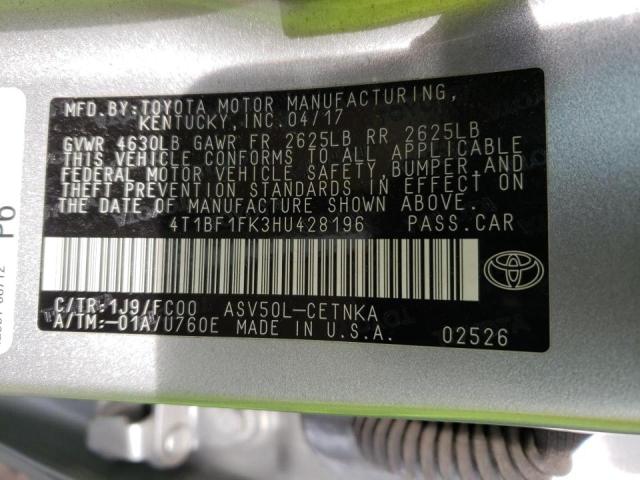 MFD.BY:TOYOTA MOTOR MANUFACTURING,
KENTUCKY,INC.04/17
GVWR 4630LB GAWR FR 2625LB RR 2625LB
THIS VEHICLE CONFORMS TO ALL APPLICABLE
FEDERAL MOTOR VEHICLE SAFETY,BUMPER,AND
THEFT PREVENTION STANDARDS IN EFFECT ON
THE DATE OF MANUFACTURE SHOWN ABOVE.
4T1BF1FK3HU428196 PASS.CAR
C/TR:1J9/FC00 ASV50L-CETNKA
A/TM:-01A/U760E MADE IN U.S.A. 02526
P6